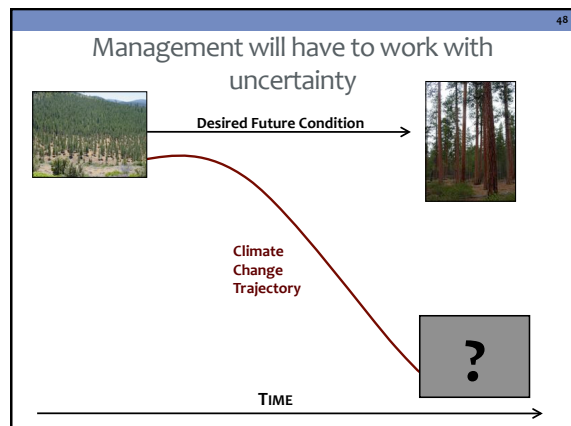 48
Management will have to work with
uncertainty
Desired Future Condition
Climate
Change
Trajectory
?
TIME